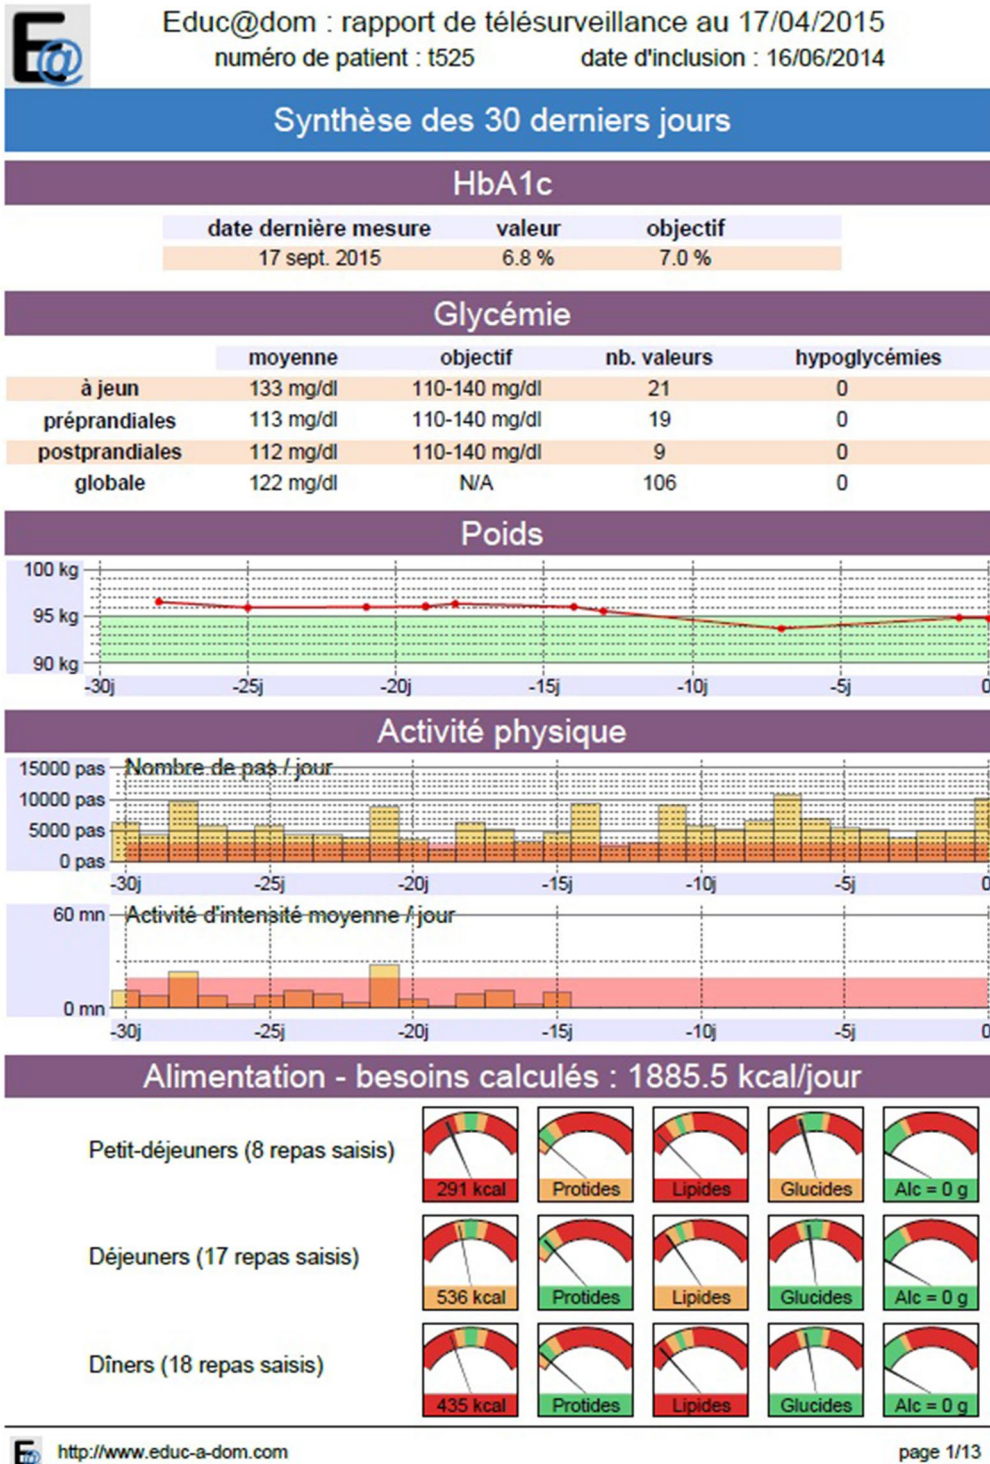 E@
Educ@dom : rapport de télésurveillance au 17/04/2015
numéro de patient : t525 date d'inclusion : 16/06/2014
Synthèse des 30 derniers jours
HbA1c
date dernière mesure valeur objectif
17 sept. 2015 6.8 % 7.0 %
Glycémie
moyenne objectif nb. valeurs hypoglycémies
à jeun 133 mg/dl 110-140 mg/dl 21 0
préprandiales 113 mg/dl 110-140 mg/dl 19 0
postprandiales 112 mg/dl 110-140 mg/dl 9 0
globale 122 mg/dl N/A 106 0
Poids
100 kg
95 kg
90 kg
-30j -25j -20j -15j -10j -5j 0
Activité physique
15000 pas Nombre de pas / jour
10000 pas
5000 pas
0 pas
-30j -25j -20j -15j -10j -5j 0
60 mn Activité d'intensité moyenne / jour
0 mn
-30j -25j -20j -15j -10j -5j 0
Alimentation - besoins calculés : 1885.5 kcal/jour
Petit-déjeuners (8 repas saisis)
291 kcal Protides Lipides Glucides Alc = 0 g
Déjeuners (17 repas saisis)
536 kcal Protides Lipides Glucides Alc = 0 g
Dîners (18 repas saisis)
435 kcal Protides Lipides Glucides Alc = 0 g
E@ http://www.educ-a-dom.com page 1/13